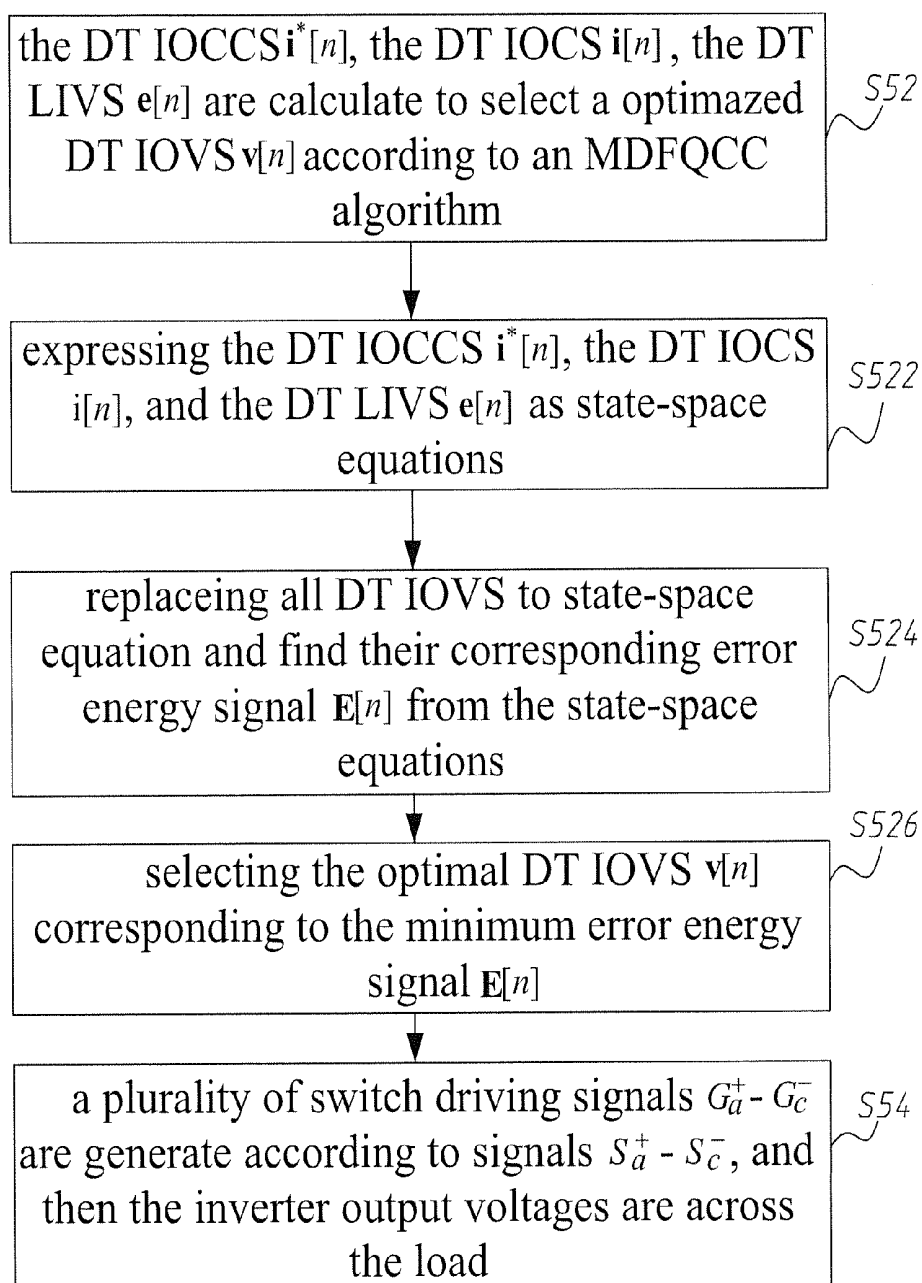 the DT IOCCS i*[n], the DT IOCS i[n], the DT
LIVS e[n] are calculate to select a optimazed
DT IOVS v[n] according to an MDFQCC
algorithm
S52
expressing the DT IOCCS i*[n], the DT IOCS
i[n], and the DT LIVS e[n] as state-space
equations
S522
replaceing all DT IOVS to state-space
equation and find their corresponding error
energy signal E[n] from the state-space
equations
S524
selecting the optimal DT IOVS v[n]
corresponding to the minimum error energy
signal E[n]
S526
a plurality of switch driving signals G_a^+ - G_c^-
are generate according to signals S_a^+ - S_c^-, and
then the inverter output voltages are across
the load
S54